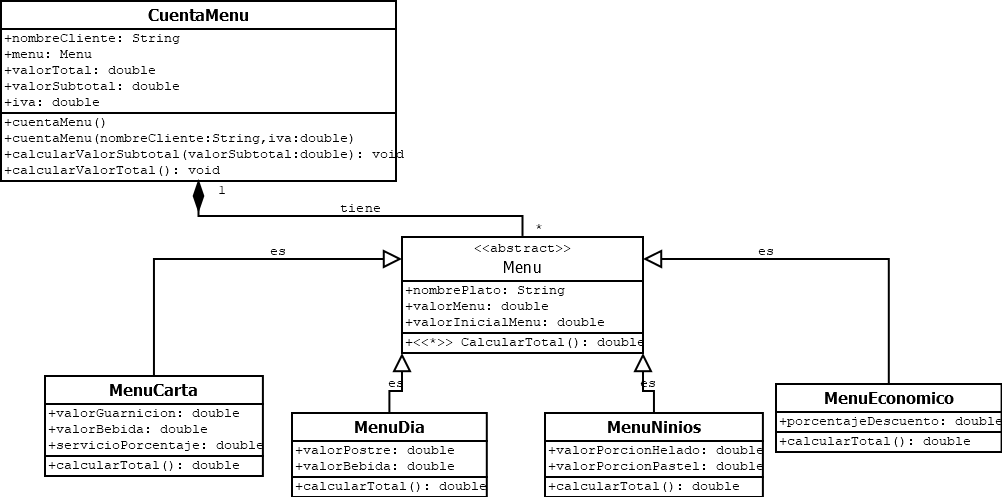 CuentaMenu
+nombreCliente: String
+menu: Menu
+valorTotal: double
+valorSubtotal: double
+iva: double
+cuentaMenu()
+cuentaMenu(nombreCliente:String,iva:double)
+calcularValorSubtotal(valorSubtotal:double): void
+calcularValorTotal(): void
1
tiene
*
es
es
<<abstract>>
Menu
+nombrePlato: String
+valorMenu: double
+valorInicialMenu: double
+<<*>> CalcularTotal(): double
es
es
MenuCarta
+valorGuarnicion: double
+valorBebida: double
+servicioPorcentaje: double
+calcularTotal(): double
MenuDia
+valorPostre: double
+valorBebida: double
+calcularTotal(): double
MenuNinios
+valorPorcionHelado: double
+valorPorcionPastel: double
+calcularTotal(): double
MenuEconomico
+porcentajeDescuento: double
+calcularTotal(): double